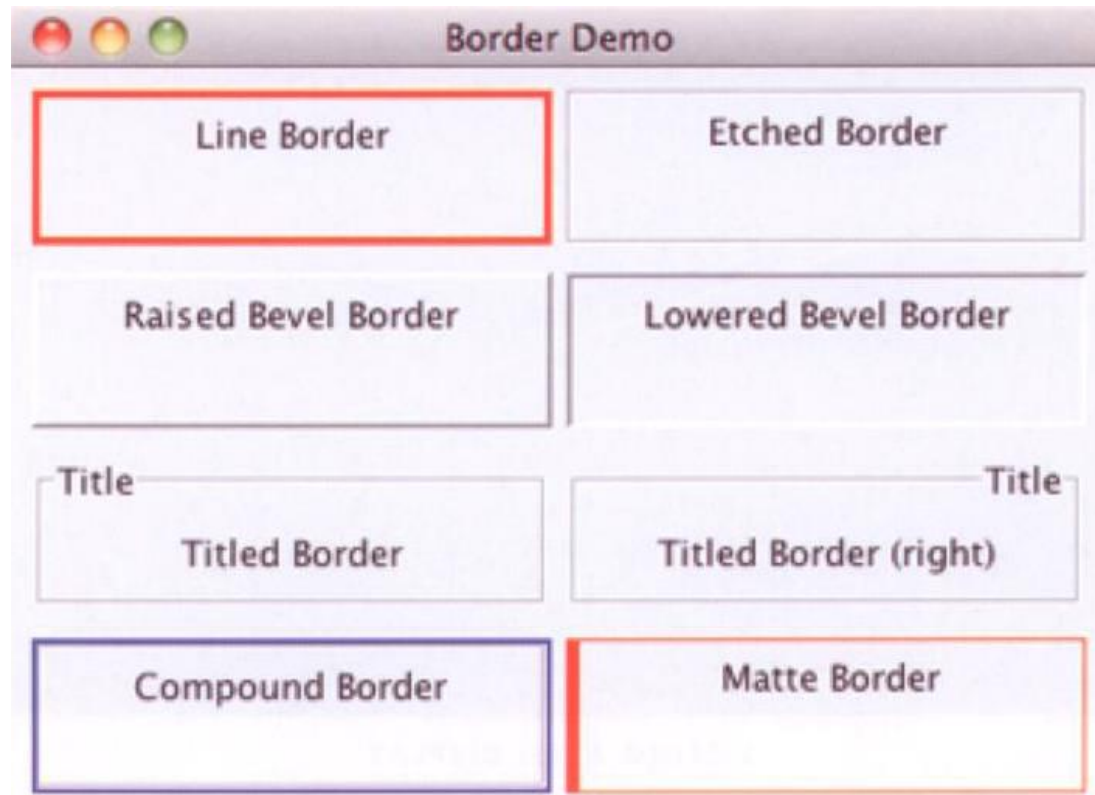 Border Demo
Line Border
Etched Border
Raised Bevel Border
Lowered Bevel Border
Title
Title
Titled Border
Titled Border (right)
Compound Border
Matte Border